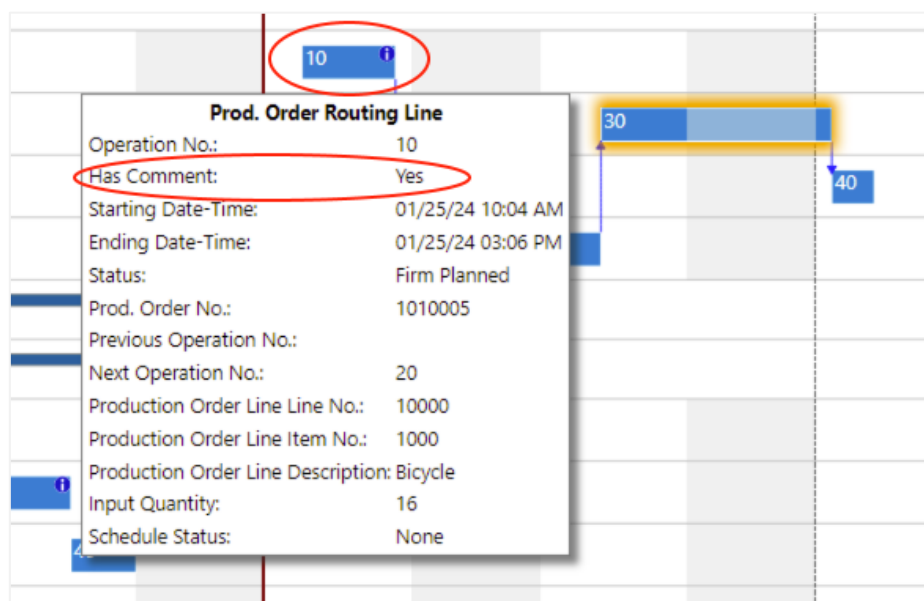 10
Prod. Order Routing Line
30
Operation No.: 10
Has Comment: Yes
40
Starting Date-Time: 01/25/24 10:04 AM
Ending Date-Time: 01/25/24 03:06 PM
Status: Firm Planned
Prod. Order No.: 1010005
Previous Operation No.:
Next Operation No.: 20
Production Order Line Line No.: 10000
Production Order Line Item No.: 1000
Production Order Line Description: Bicycle
Input Quantity: 16
Schedule Status: None